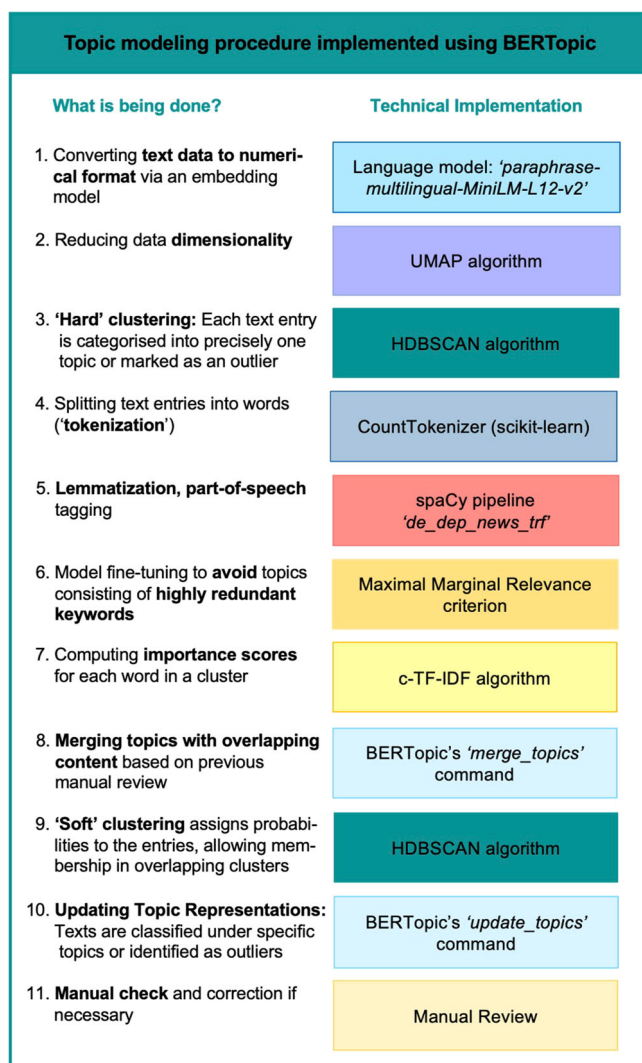 Topic modeling procedure implemented using BERTopic
What is being done?
Technical Implementation
1. Converting text data to numeri-
cal format via an embedding
model
Language model: ‘paraphrase-
multilingual-MiniLM-L12-v2’
2. Reducing data dimensionality
UMAP algorithm
3. ‘Hard’ clustering: Each text entry
is categorised into precisely one
topic or marked as an outlier
HDBSCAN algorithm
4. Splitting text entries into words
(‘tokenization’)
CountTokenizer (scikit-learn)
5. Lemmatization, part-of-speech
tagging
spaCy pipeline
‘de_dep_news_trf’
6. Model fine-tuning to avoid topics
consisting of highly redundant
keywords
Maximal Marginal Relevance
criterion
7. Computing importance scores
for each word in a cluster
c-TF-IDF algorithm
8. Merging topics with overlapping
content based on previous
manual review
BERTopic’s ‘merge_topics’
command
9. ‘Soft’ clustering assigns probabi-
lities to the entries, allowing mem-
bership in overlapping clusters
HDBSCAN algorithm
10. Updating Topic Representations:
Texts are classified under specific
topics or identified as outliers
BERTopic’s ‘update_topics’
command
11. Manual check and correction if
necessary
Manual Review